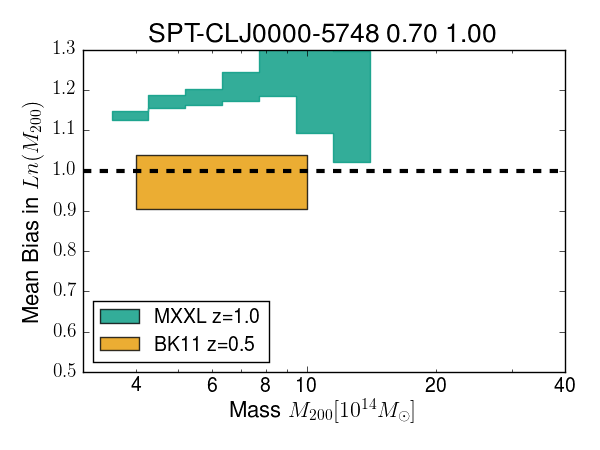 SPT-CLJ0000-5748 0.70 1.00
1.3
1.2
1.1
1.0
0.9
0.8
0.7
0.6
0.5
Mean Bias in Ln(M₂₀₀)
MXXL z=1.0
BK11 z=0.5
4 6 8 10 20 40
Mass M₂₀₀[10¹⁴M☉]